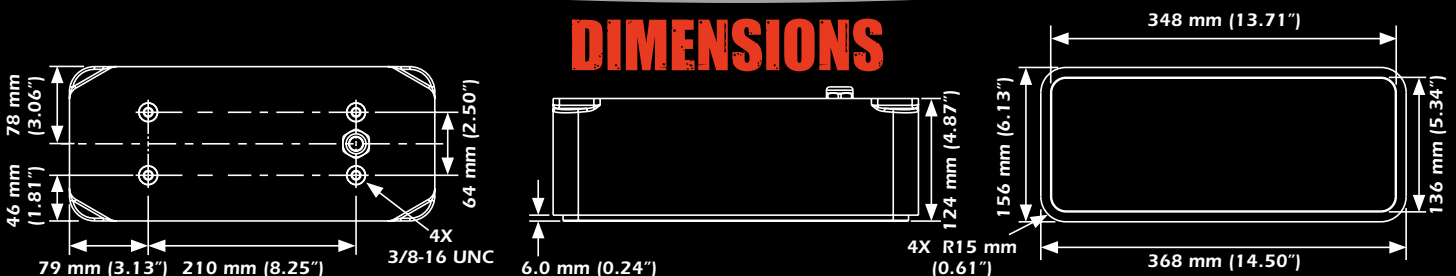 DIMENSIONS
78 mm
(3.06″)
46 mm
(1.81″)
79 mm (3.13″)
210 mm (8.25″)
64 mm (2.50″)
4X
3/8-16 UNC
6.0 mm (0.24″)
124 mm (4.87″)
348 mm (13.71″)
156 mm (6.13″)
136 mm (5.34″)
4X R15 mm
(0.61″)
368 mm (14.50″)